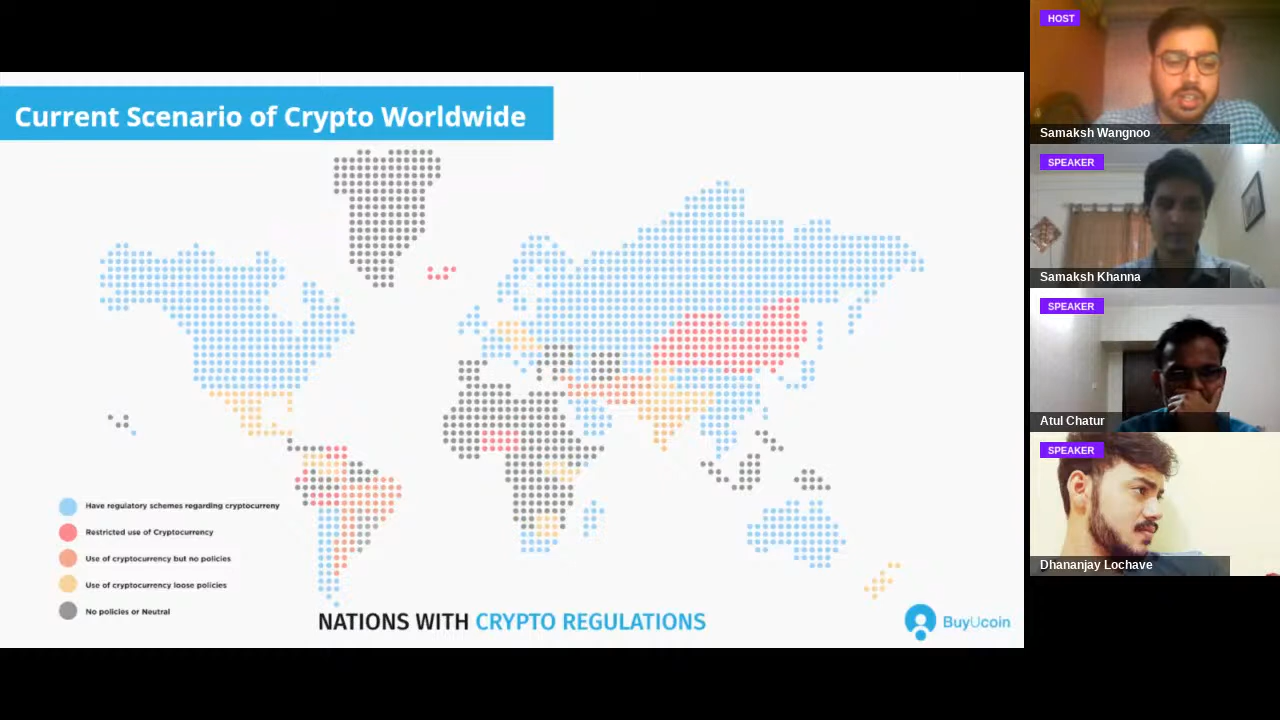 Current Scenario of Crypto Worldwide
Have regulatory schemes regarding cryptocurreny
Restricted use of Cryptocurrency
Use of cryptocurrency but no policies
Use of cryptocurrency loose policies
No policies or Neutral
NATIONS WITH CRYPTO REGULATIONS
BuyUcoin
HOST
Samaksh Wangnoo
SPEAKER
Samaksh Khanna
SPEAKER
Atul Chatur
SPEAKER
Dhananjay Lochave